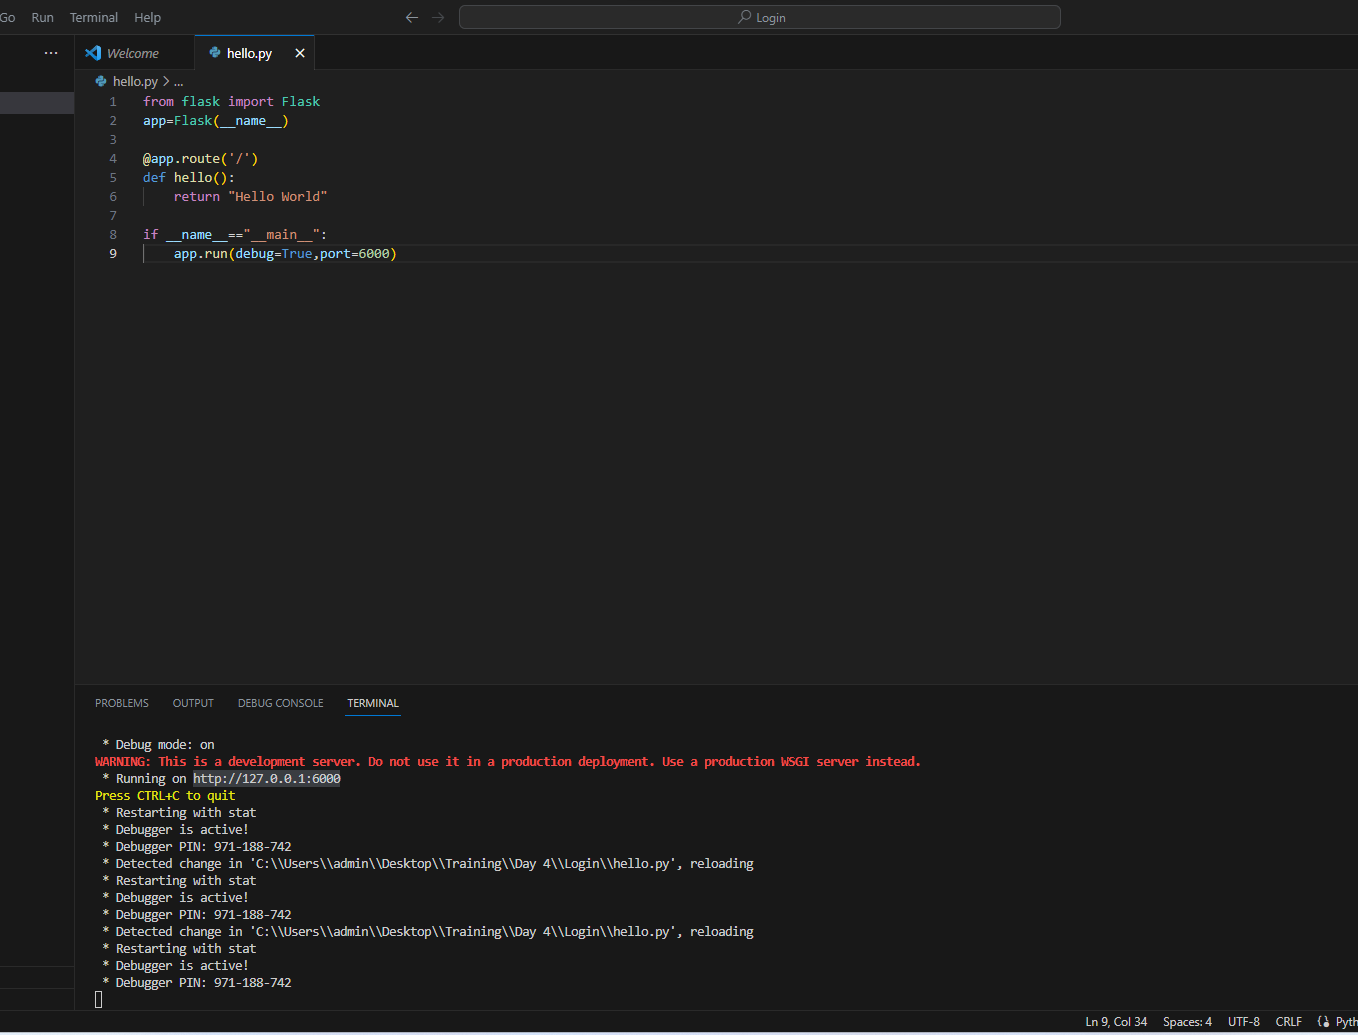 Go Run Terminal Help
Login
Welcome
hello.py
hello.py > ...
1 from flask import Flask
2 app=Flask(__name__)
3
4 @app.route('/')
5 def hello():
6     return "Hello World"
7
8 if __name__=="__main__":
9     app.run(debug=True,port=6000)
PROBLEMS OUTPUT DEBUG CONSOLE TERMINAL
* Debug mode: on
WARNING: This is a development server. Do not use it in a production deployment. Use a production WSGI server instead.
* Running on http://127.0.0.1:6000
Press CTRL+C to quit
* Restarting with stat
* Debugger is active!
* Debugger PIN: 971-188-742
* Detected change in 'C:\\Users\\admin\\Desktop\\Training\\Day 4\\Login\\hello.py', reloading
* Restarting with stat
* Debugger is active!
* Debugger PIN: 971-188-742
* Detected change in 'C:\\Users\\admin\\Desktop\\Training\\Day 4\\Login\\hello.py', reloading
* Restarting with stat
* Debugger is active!
* Debugger PIN: 971-188-742
Ln 9, Col 34 Spaces: 4 UTF-8 CRLF Pyth